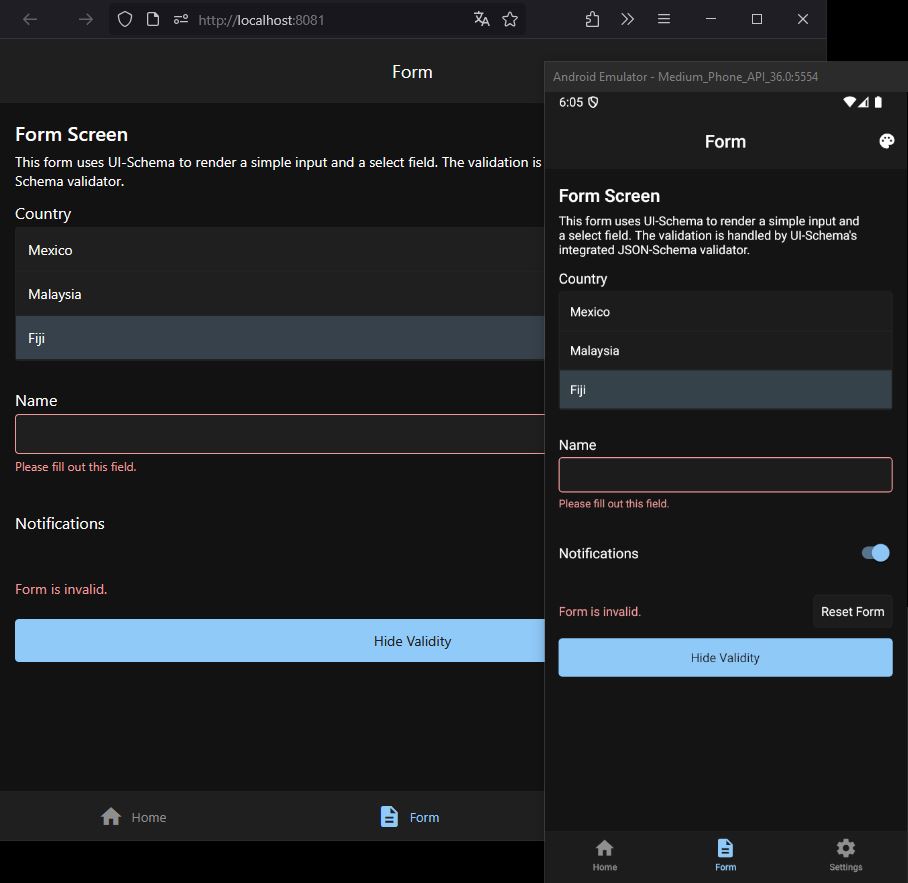 http://localhost:8081
Form
Form Screen
This form uses UI-Schema to render a simple input and a select field. The validation is
Schema validator.
Country
Mexico
Malaysia
Fiji
Name
Please fill out this field.
Notifications
Form is invalid.
Hide Validity
Home
Form
Android Emulator - Medium_Phone_API_36.0:5554
6:05
Form
Form Screen
This form uses UI-Schema to render a simple input and
a select field. The validation is handled by UI-Schema's
integrated JSON-Schema validator.
Country
Mexico
Malaysia
Fiji
Name
Please fill out this field.
Notifications
Form is invalid.
Reset Form
Hide Validity
Home
Form
Settings